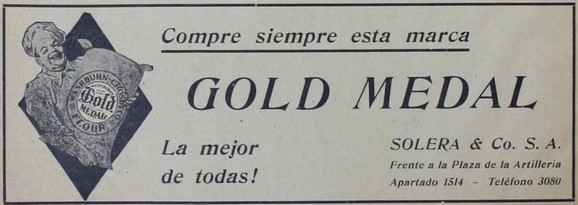 Compre siempre esta marca
GOLD MEDAL
WASHBURN-CROSBY CO.
Gold
MEDAL
FLOUR
La mejor
de todas!
SOLERA & Co. S. A.
Frente a la Plaza de la Artillería
Apartado 1514 - Teléfono 3080